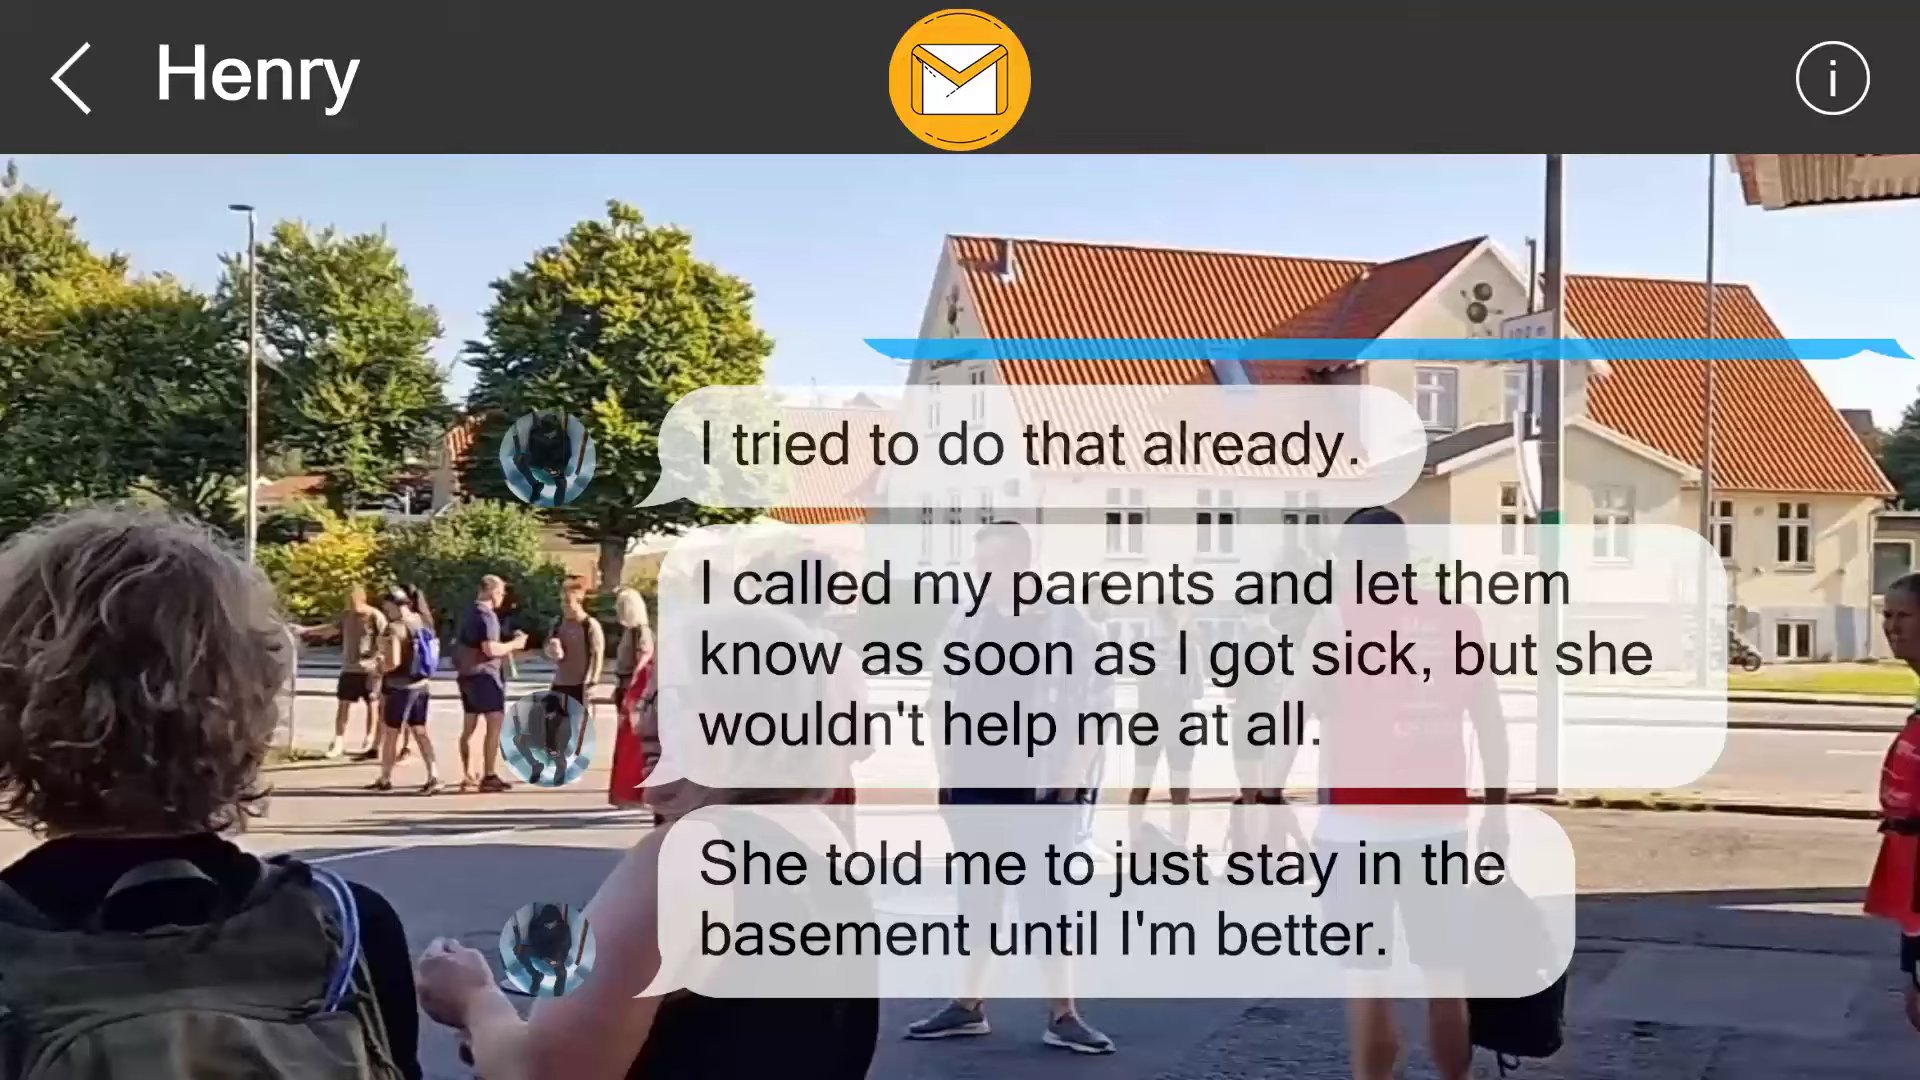 Henry
I tried to do that already.
I called my parents and let them
know as soon as I got sick, but she
wouldn't help me at all.
She told me to just stay in the
basement until I'm better.